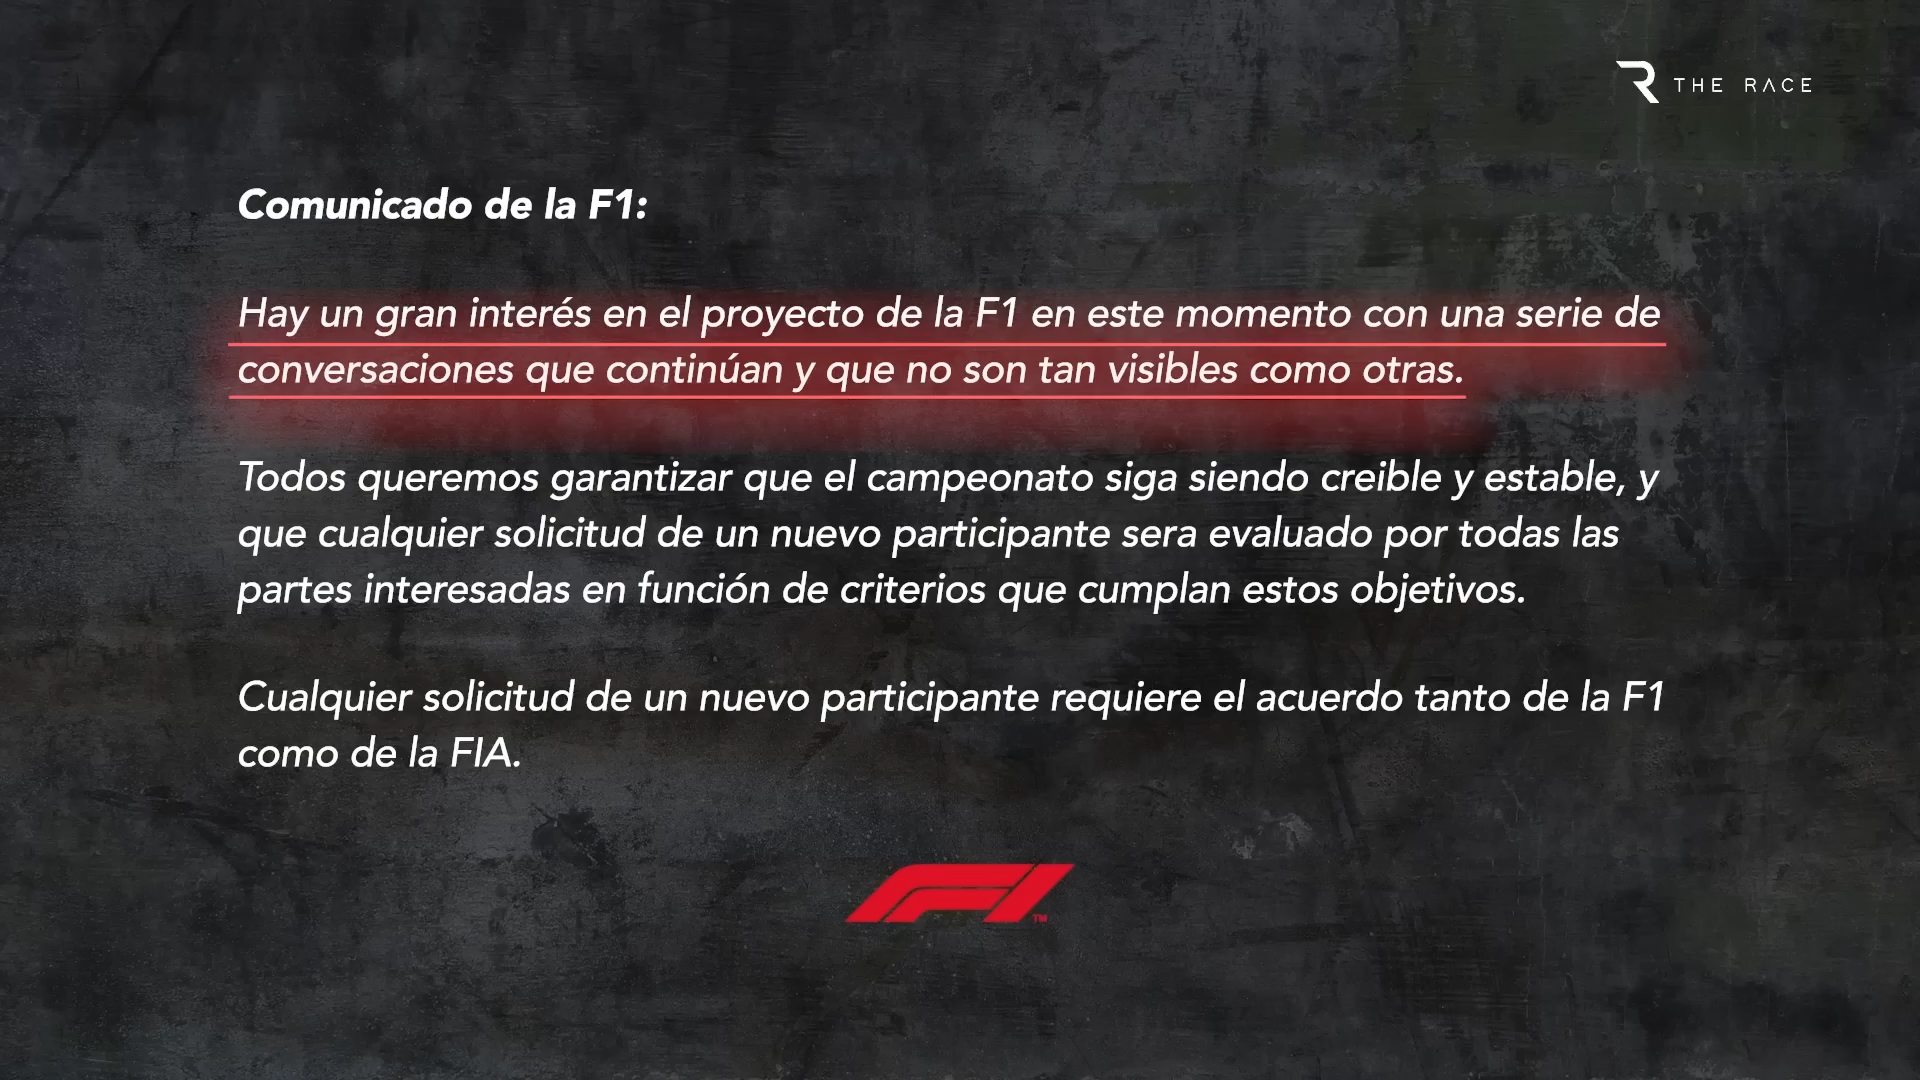 THE RACE
Comunicado de la F1:
Hay un gran interés en el proyecto de la F1 en este momento con una serie de
conversaciones que continúan y que no son tan visibles como otras.
Todos queremos garantizar que el campeonato siga siendo creible y estable, y
que cualquier solicitud de un nuevo participante sera evaluado por todas las
partes interesadas en función de criterios que cumplan estos objetivos.
Cualquier solicitud de un nuevo participante requiere el acuerdo tanto de la F1
como de la FIA.
F1 TM